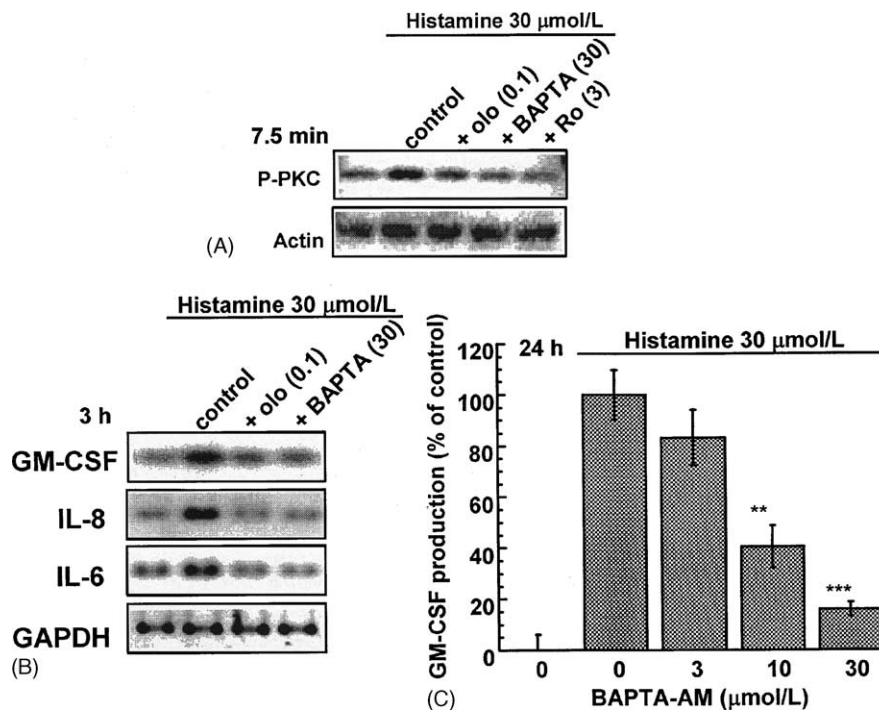 Histamine 30 μmol/L
control
+ olo (0.1)
+ BAPTA (30)
+ Ro (3)
7.5 min
P-PKC
Actin
(A)
Histamine 30 μmol/L
control
+ olo (0.1)
+ BAPTA (30)
3 h
GM-CSF
IL-8
IL-6
GAPDH
(B)
24 h
Histamine 30 μmol/L
GM-CSF production (% of control)
120
100
80
60
40
20
0
**
***
0 0 3 10 30
BAPTA-AM (μmol/L)
(C)